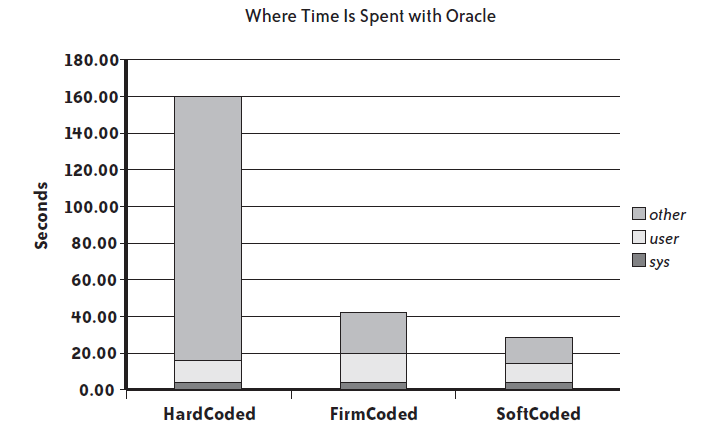 Where Time Is Spent with Oracle
180.00
160.00
140.00
120.00
100.00
80.00
60.00
40.00
20.00
0.00
Seconds
HardCoded FirmCoded SoftCoded
other
user
sys